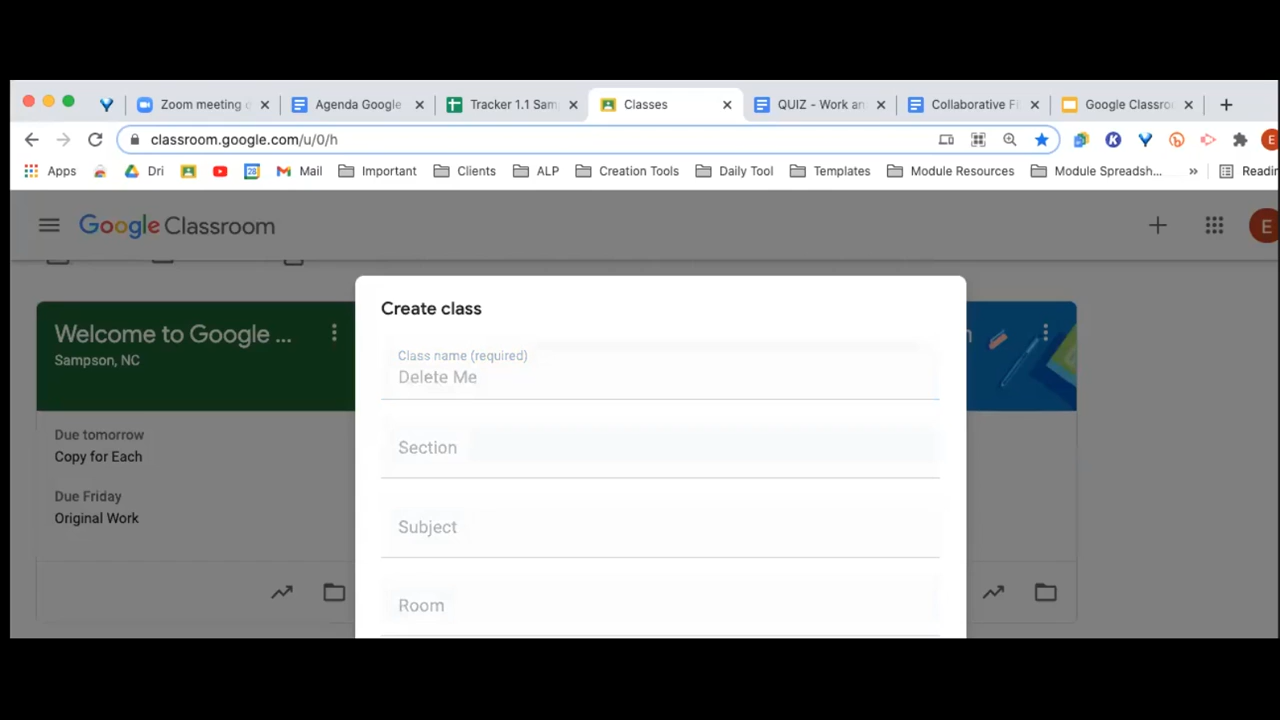 Zoom meeting
Agenda Google
Tracker 1.1 Sam
Classes
QUIZ - Work an
Collaborative Fi
Google Classro
classroom.google.com/u/0/h
K
E
Apps
Dri
28
Mail
Important
Clients
ALP
Creation Tools
Daily Tool
Templates
Module Resources
Module Spreadsh...
»
Readin
Google Classroom
E
Create class
Welcome to Google ...
Sampson, NC
Class name (required)
Delete Me
Due tomorrow
Copy for Each
Section
Due Friday
Original Work
Subject
Room